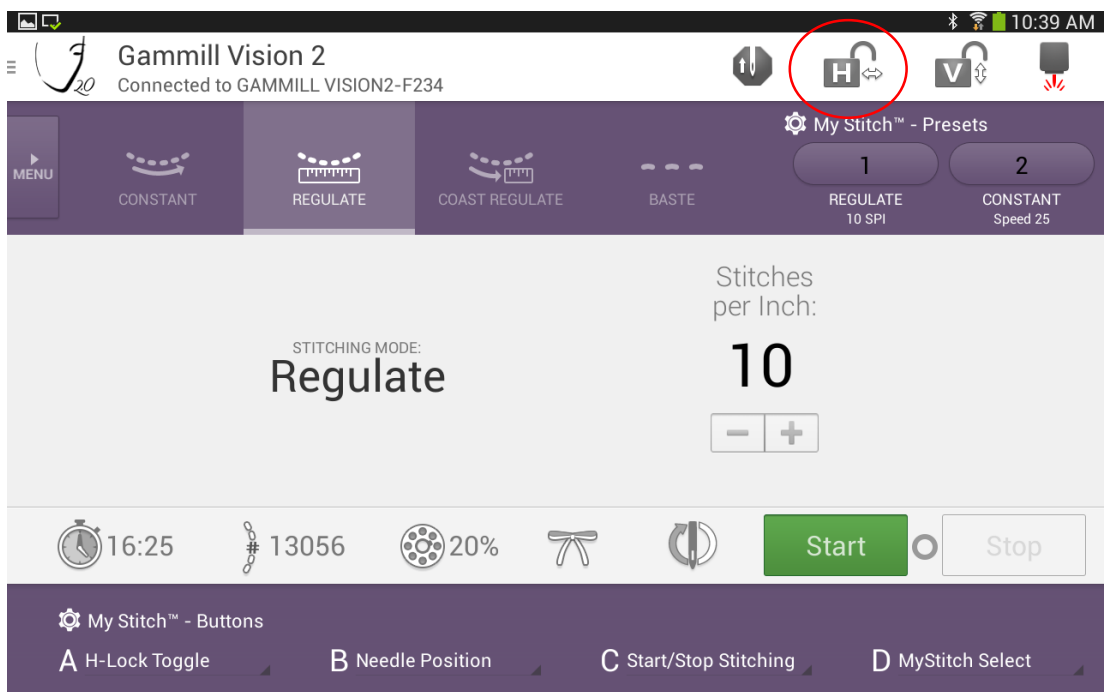 10:39 AM
J 2.0
Gammill Vision 2
Connected to GAMMILL VISION2-F234
H
V
My Stitch™ - Presets
MENU
CONSTANT
REGULATE
COAST REGULATE
BASTE
1
REGULATE
10 SPI
2
CONSTANT
Speed 25
Stitches
per Inch:
10
STITCHING MODE:
Regulate
16:25
# 13056
20%
Start
Stop
My Stitch™ - Buttons
A H-Lock Toggle
B Needle Position
C Start/Stop Stitching
D MyStitch Select